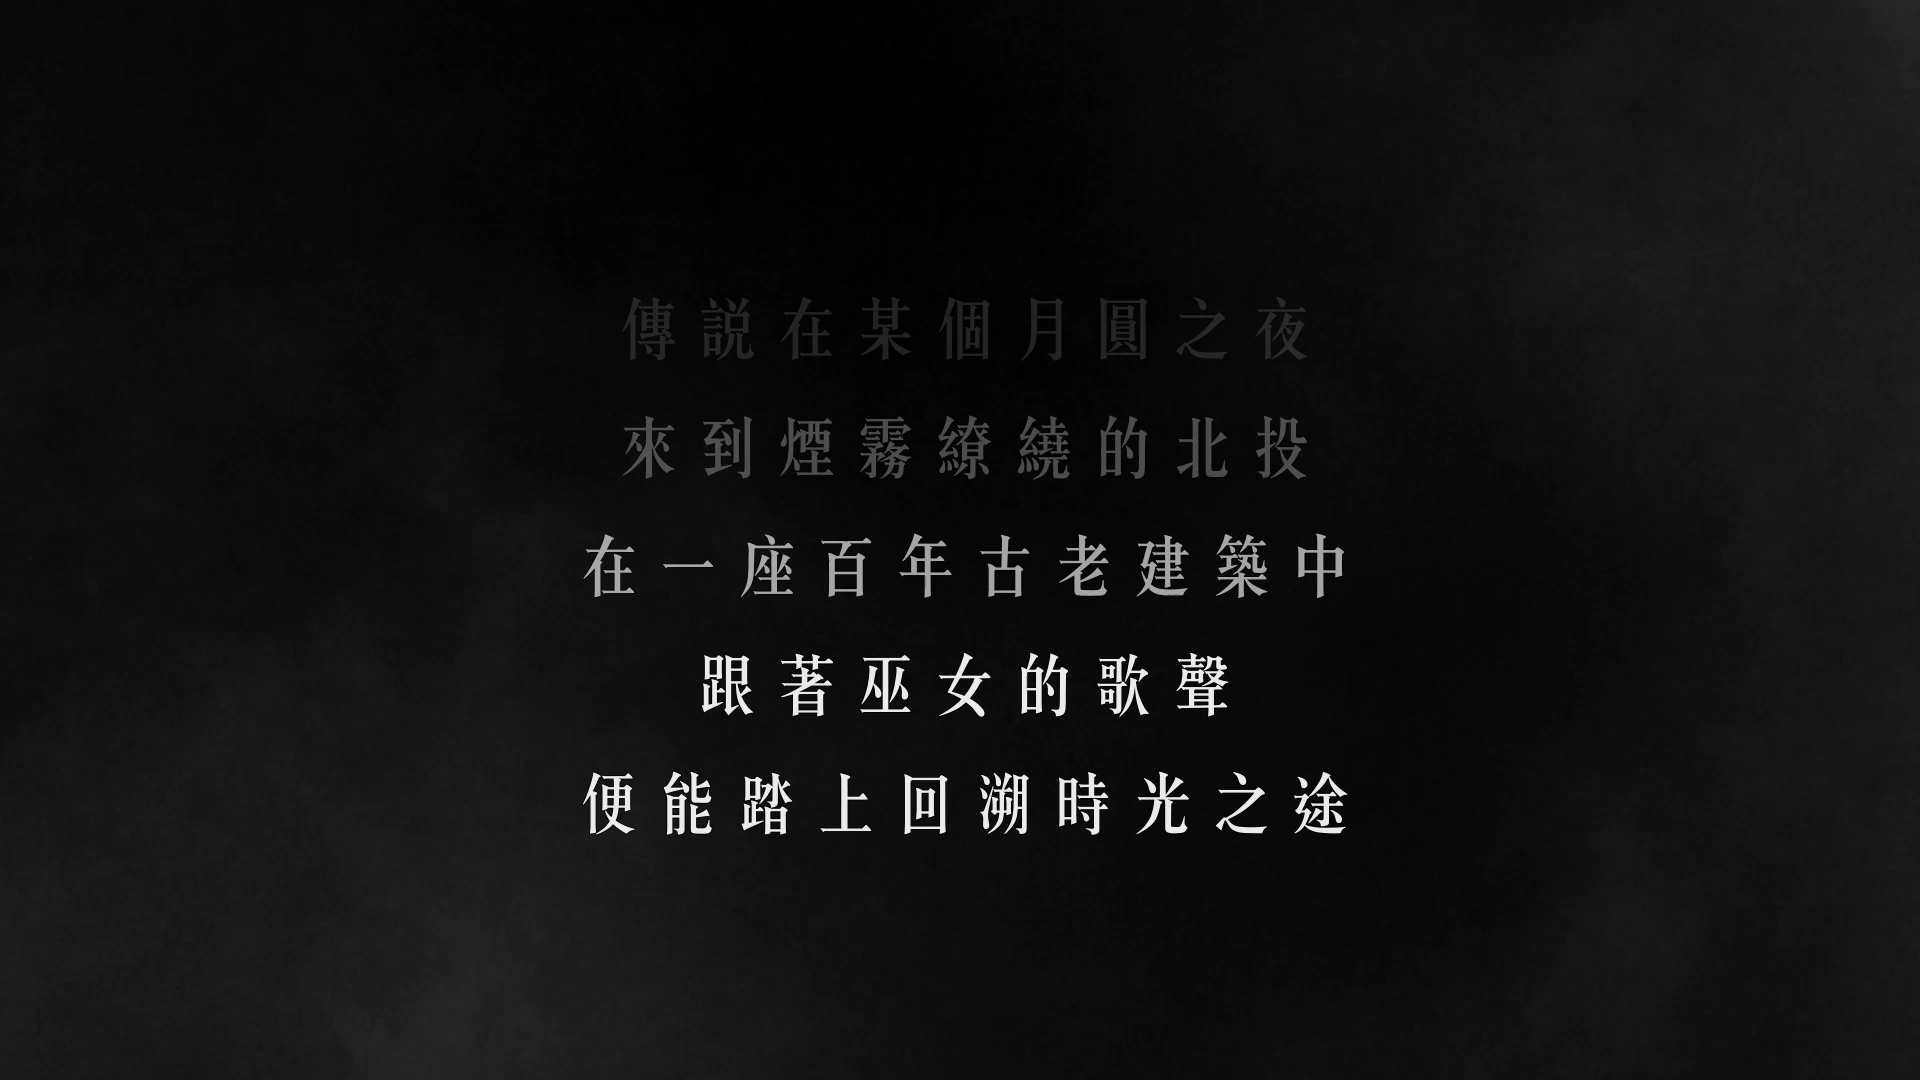 傳説在某個月圓之夜
來到煙霧繚繞的北投
在一座百年古老建築中
跟著巫女的歌聲
便能踏上回溯時光之途